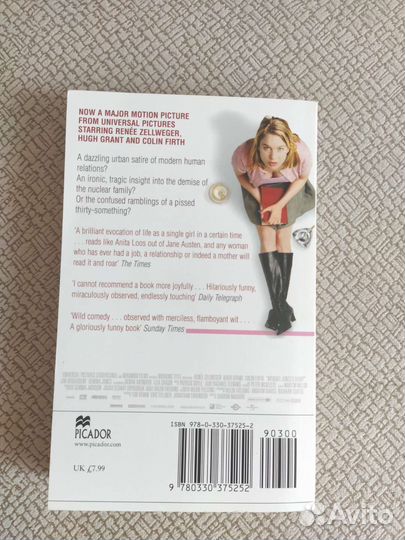 NOW A MAJOR MOTION PICTURE
FROM UNIVERSAL PICTURES
STARRING RENÉE ZELLWEGER,
HUGH GRANT AND COLIN FIRTH
A dazzling urban satire of modern human
relations?
An ironic, tragic insight into the demise of
the nuclear family?
Or the confused ramblings of a pissed
thirty-something?
'A brilliant evocation of life as a single girl in a certain time
. . . reads like Anita Loos out of Jane Austen, and any woman
who has ever had a job, a relationship or indeed a mother will
read it and roar' The Times
'I cannot recommend a book more joyfully . . . Hilariously funny,
miraculously observed, endlessly touching' Daily Telegraph
'Wild comedy . . . observed with merciless, flamboyant wit . . .
A gloriously funny book' Sunday Times
PICADOR
www.picador.com
UK £7.99
ISBN 978-0-330-37525-2
90300
9 780330 375252
Avito